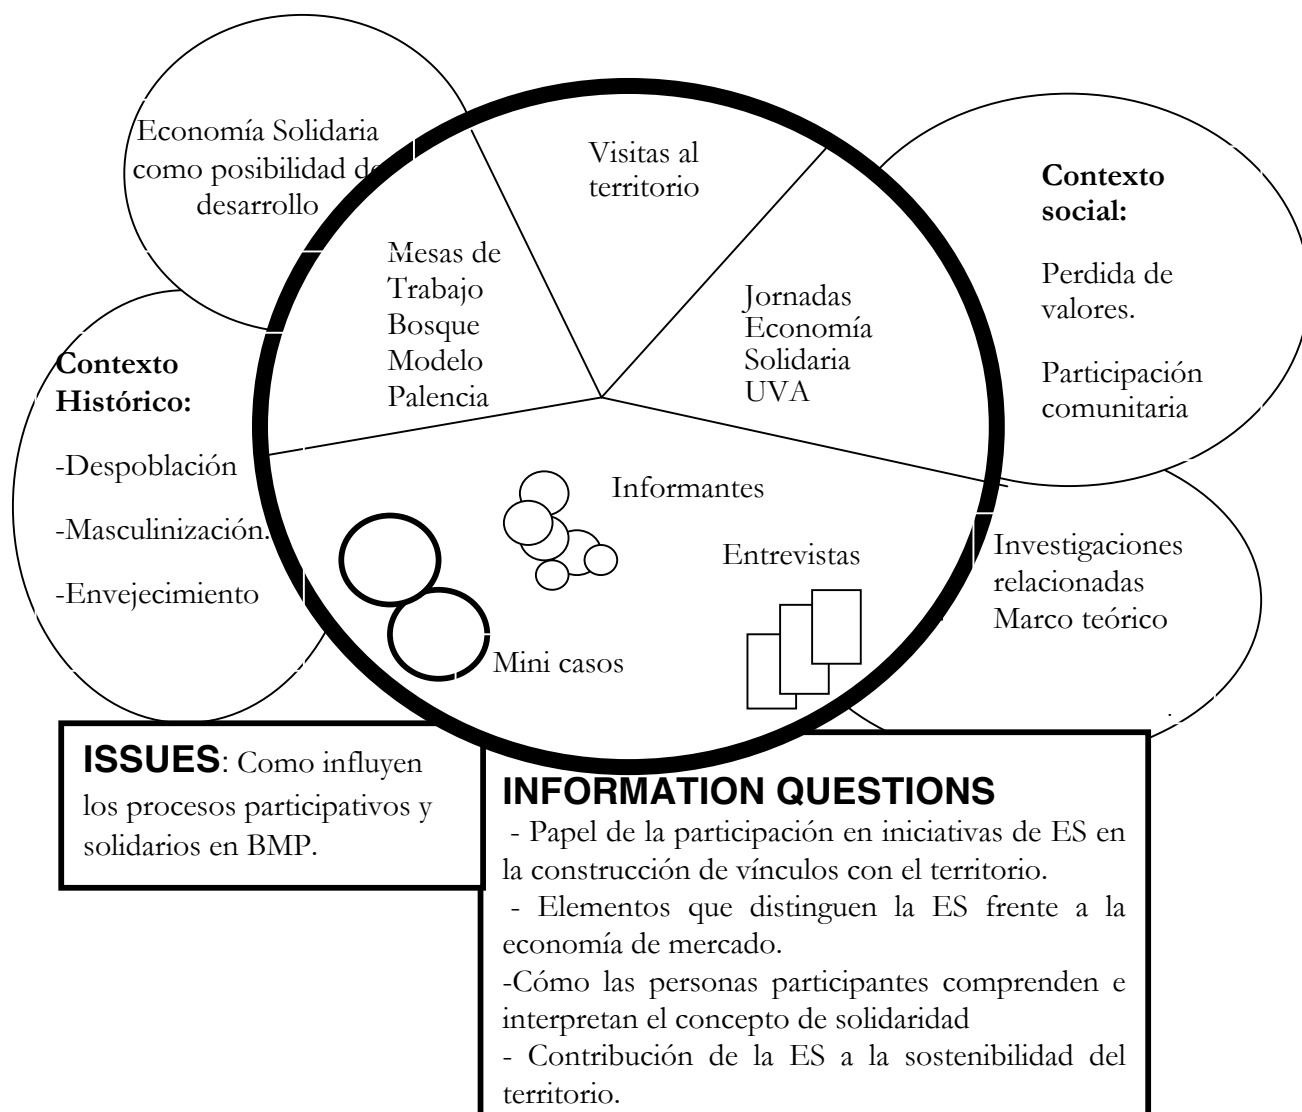 Economía Solidaria
como posibilidad de
desarrollo
Visitas al
territorio
Mesas de
Trabajo
Bosque
Modelo
Palencia
Jornadas
Economía
Solidaria
UVA
Contexto
social:
Perdida de
valores.
Participación
comunitaria
Contexto
Histórico:
-Despoblación
-Masculinización.
-Envejecimiento
Informantes
Entrevistas
Mini casos
Investigaciones
relacionadas
Marco teórico
ISSUES: Como influyen
los procesos participativos y
solidarios en BMP.
INFORMATION QUESTIONS
- Papel de la participación en iniciativas de ES en
la construcción de vínculos con el territorio.
- Elementos que distinguen la ES frente a la
economía de mercado.
-Cómo las personas participantes comprenden e
interpretan el concepto de solidaridad
- Contribución de la ES a la sostenibilidad del
territorio.